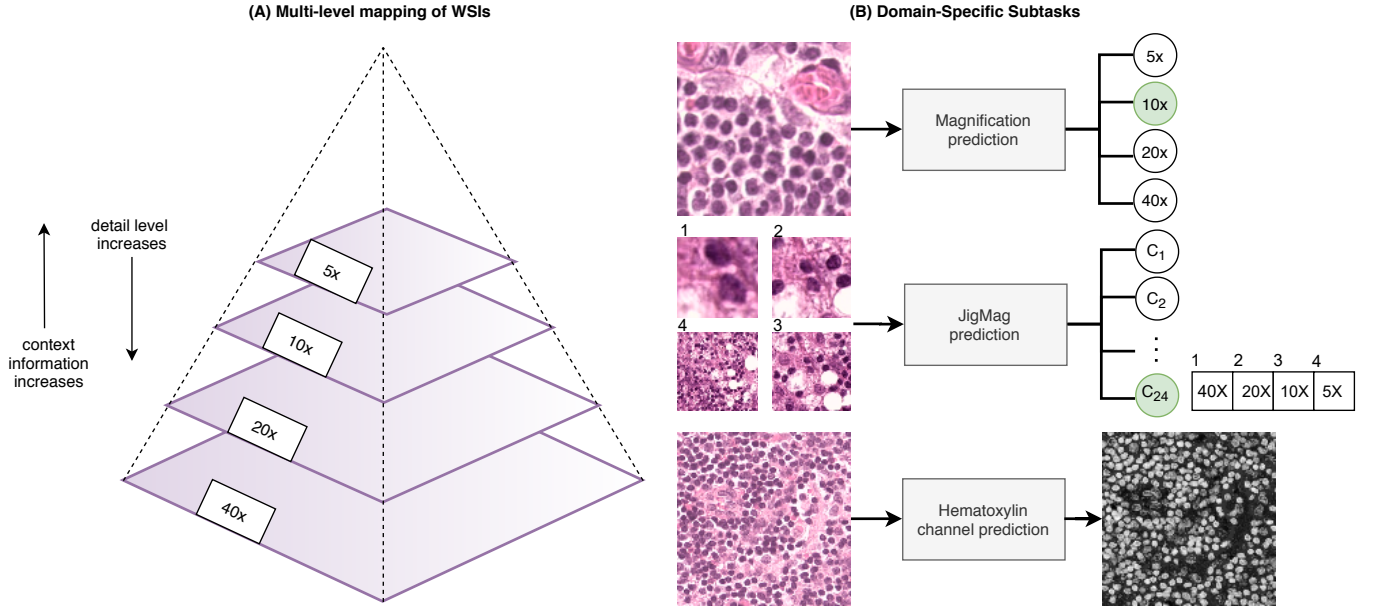 (A) Multi-level mapping of WSIs
detail level
increases
context
information
increases
5x
10x
20x
40x
(B) Domain-Specific Subtasks
Magnification
prediction
5x
10x
20x
40x
1
2
4
3
JigMag
prediction
C1
C2
⋮
C24
1 2 3 4
40X 20X 10X 5X
Hematoxylin
channel prediction